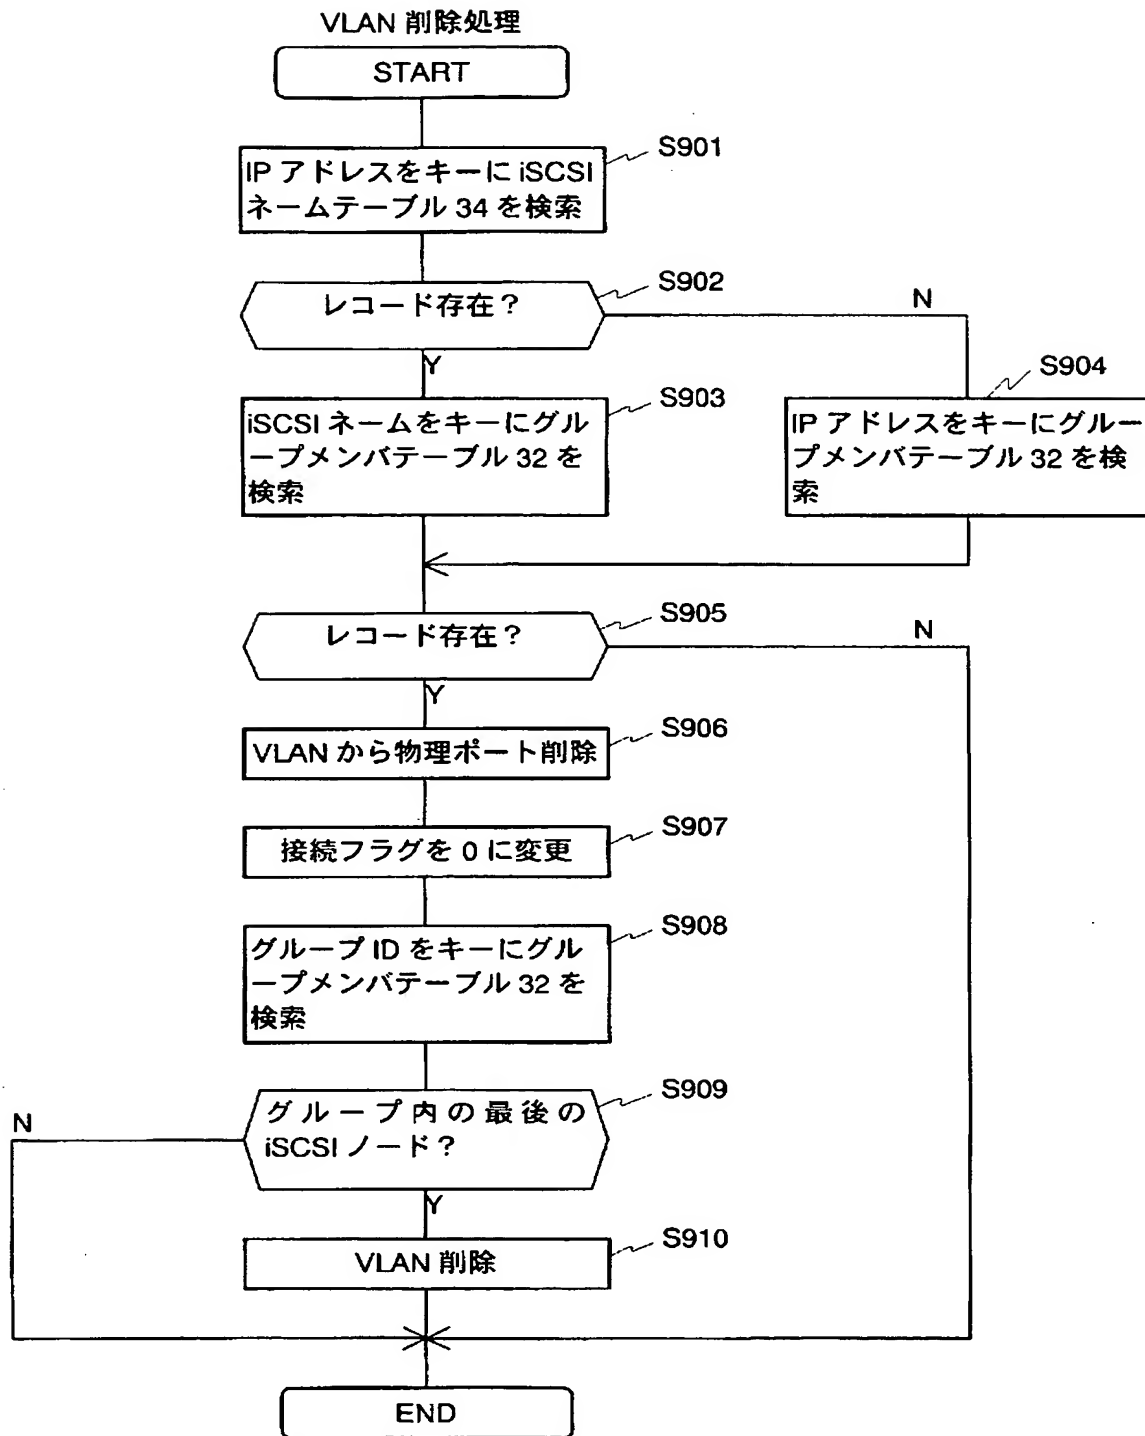 VLAN 削除処理
START
S901
IP アドレスをキーに iSCSI
ネームテーブル 34 を検索
S902
レコード存在？
N
Y
S903
iSCSI ネームをキーにグル
ープメンバテーブル 32 を
検索
S904
IP アドレスをキーにグルー
プメンバテーブル 32 を検
索
S905
レコード存在？
N
Y
S906
VLAN から物理ポート削除
S907
接続フラグを 0 に変更
S908
グループ ID をキーにグル
ープメンバテーブル 32 を
検索
S909
グループ内の最後の
iSCSI ノード？
N
Y
S910
VLAN 削除
END